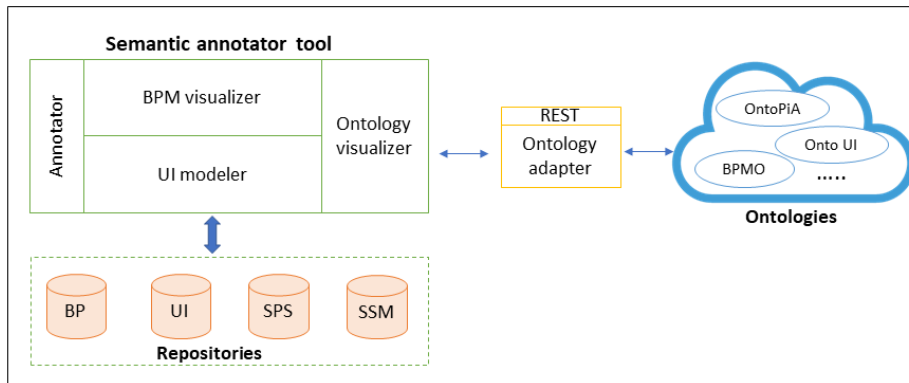 Semantic annotator tool
Annotator
BPM visualizer
UI modeler
Ontology
visualizer
REST
Ontology
adapter
OntoPiA
Onto UI
BPMO
.....
Ontologies
BP
UI
SPS
SSM
Repositories